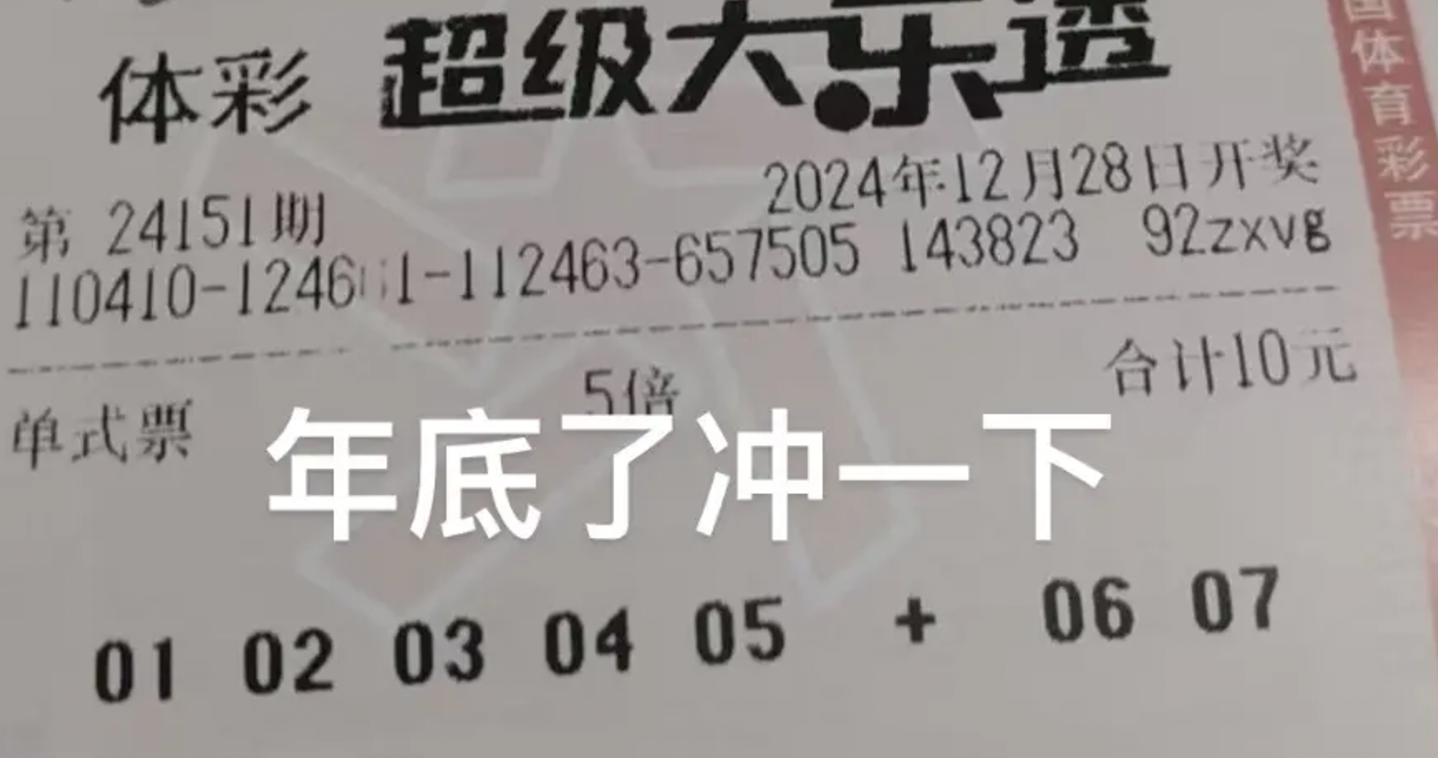 体彩 超级大乐透
第 24151期 2024年12月28日开奖
110410-1246 1-112463-657505 143823 92zxvg
单式票 5倍 合计10元
年底了冲一下
01 02 03 04 05 + 06 07
国体育彩票